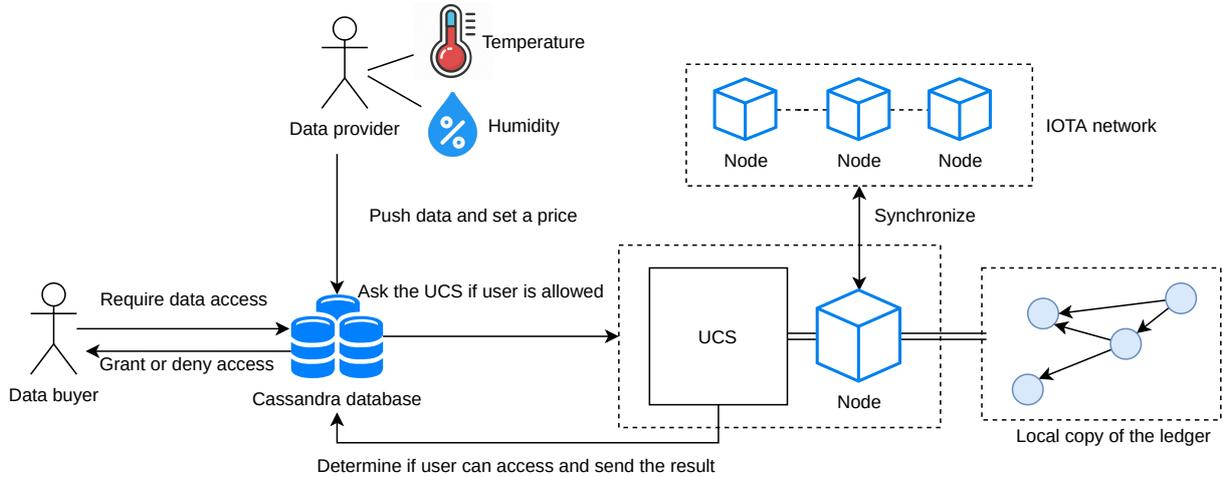 Temperature
Data provider
Humidity
IOTA network
Node
Node
Node
Push data and set a price
Synchronize
Require data access
Ask the UCS if user is allowed
UCS
Grant or deny access
Data buyer
Cassandra database
Node
Local copy of the ledger
Determine if user can access and send the result